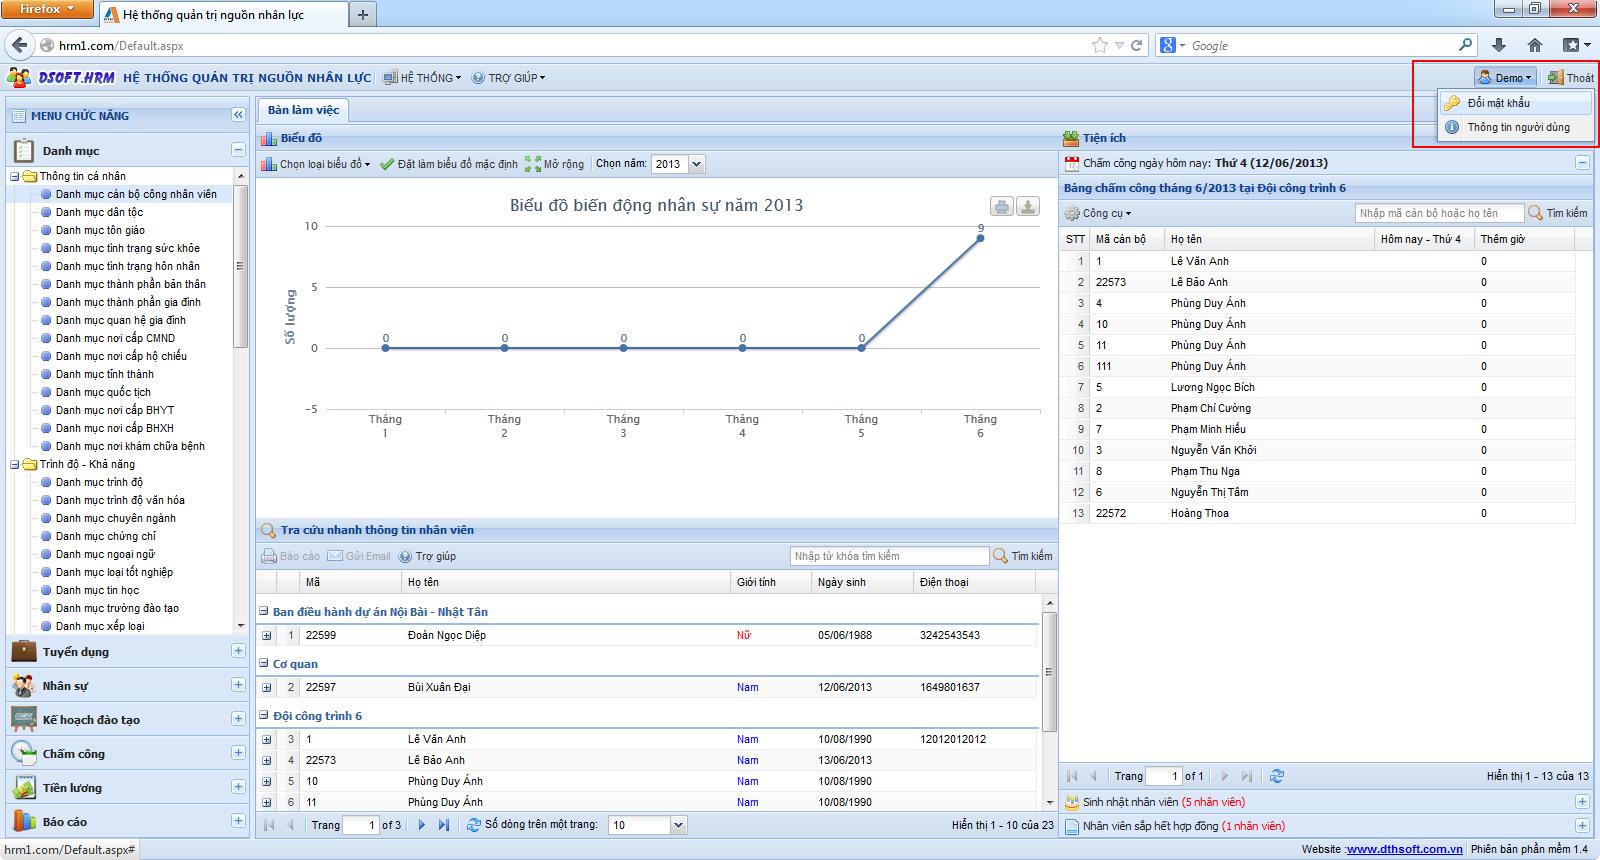 Firefox
Hệ thống quản trị nguồn nhân lực
hrm1.com/Default.aspx
Google
DSOFT.HRM HỆ THỐNG QUẢN TRỊ NGUỒN NHÂN LỰC HỆ THỐNG TRỢ GIÚP
Demo Thoát
Đổi mật khẩu
Thông tin người dùng
MENU CHỨC NĂNG
Danh mục
Thông tin cá nhân
Danh mục cán bộ công nhân viên
Danh mục dân tộc
Danh mục tôn giáo
Danh mục tình trạng sức khỏe
Danh mục tình trạng hôn nhân
Danh mục thành phần bản thân
Danh mục thành phần gia đình
Danh mục quan hệ gia đình
Danh mục nơi cấp CMND
Danh mục nơi cấp hộ chiếu
Danh mục tỉnh thành
Danh mục quốc tịch
Danh mục nơi cấp BHYT
Danh mục nơi cấp BHXH
Danh mục nơi khám chữa bệnh
Trình độ - Khả năng
Danh mục trình độ
Danh mục trình độ văn hóa
Danh mục chuyên ngành
Danh mục chứng chỉ
Danh mục ngoại ngữ
Danh mục loại tốt nghiệp
Danh mục tin học
Danh mục trường đào tạo
Danh mục xếp loại
Tuyển dụng
Nhân sự
Kế hoạch đào tạo
Chấm công
Tiền lương
Báo cáo
Bàn làm việc
Biểu đồ
Chọn loại biểu đồ Đặt làm biểu đồ mặc định Mở rộng Chọn năm: 2013
Biểu đồ biến động nhân sự năm 2013
Số lượng
10
5
0
-5
0 0 0 0 0 9
Tháng 1
Tháng 2
Tháng 3
Tháng 4
Tháng 5
Tháng 6
Tra cứu nhanh thông tin nhân viên
Báo cáo Gửi Email Trợ giúp Nhập từ khóa tìm kiếm Tìm kiếm
Mã Họ tên Giới tính Ngày sinh Điện thoại
Ban điều hành dự án Nội Bài - Nhật Tân
1 22599 Đoàn Ngọc Diệp Nữ 05/06/1988 3242543543
Cơ quan
2 22597 Bùi Xuân Đại Nam 12/06/2013 1649801637
Đội công trình 6
3 1 Lê Văn Anh Nam 10/08/1990 12012012012
4 22573 Lê Bảo Anh Nam 13/06/2013
5 10 Phùng Duy Ánh Nam 10/08/1990
6 11 Phùng Duy Ánh Nam 10/08/1990
Trang 1 of 3 Số dòng trên một trang: 10 Hiển thị 1 - 10 của 23
Tiện ích
Chấm công ngày hôm nay: Thứ 4 (12/06/2013)
Bảng chấm công tháng 6/2013 tại Đội công trình 6
Công cụ Nhập mã cán bộ hoặc họ tên Tìm kiếm
STT Mã cán bộ Họ tên Hôm nay - Thứ 4 Thêm giờ
1 1 Lê Văn Anh 0
2 22573 Lê Bảo Anh 0
3 4 Phùng Duy Ánh 0
4 10 Phùng Duy Ánh 0
5 11 Phùng Duy Ánh 0
6 111 Phùng Duy Ánh 0
7 5 Lương Ngọc Bích 0
8 2 Phạm Chí Cường 0
9 7 Phạm Minh Hiếu 0
10 3 Nguyễn Văn Khởi 0
11 8 Phạm Thu Nga 0
12 6 Nguyễn Thị Tâm 0
13 22572 Hoàng Thoa 0
Trang 1 of 1 Hiển thị 1 - 13 của 13
Sinh nhật nhân viên (5 nhân viên)
Nhân viên sắp hết hợp đồng (1 nhân viên)
hrm1.com/Default.aspx#
Website :www.dthsoft.com.vn Phiên bản phần mềm 1.4